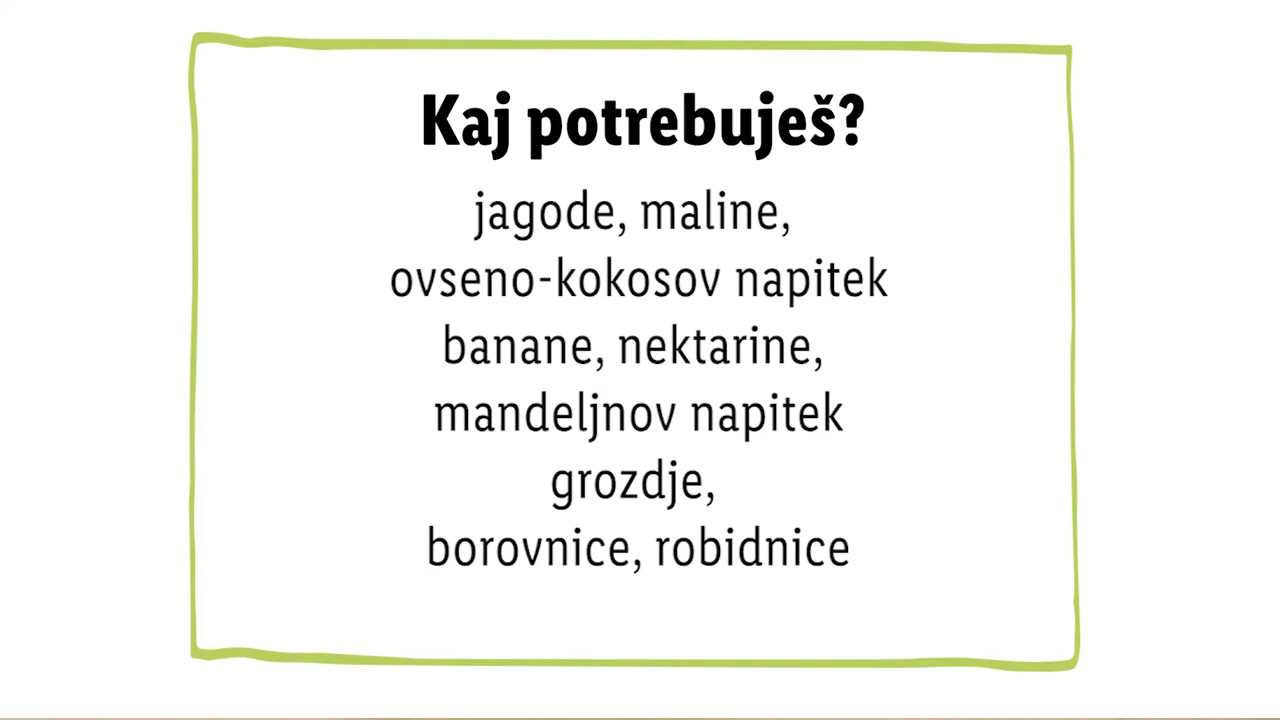 Kaj potrebuješ?
jagode, maline,
ovseno-kokosov napitek
banane, nektarine,
mandeljnov napitek
grozdje,
borovnice, robidnice